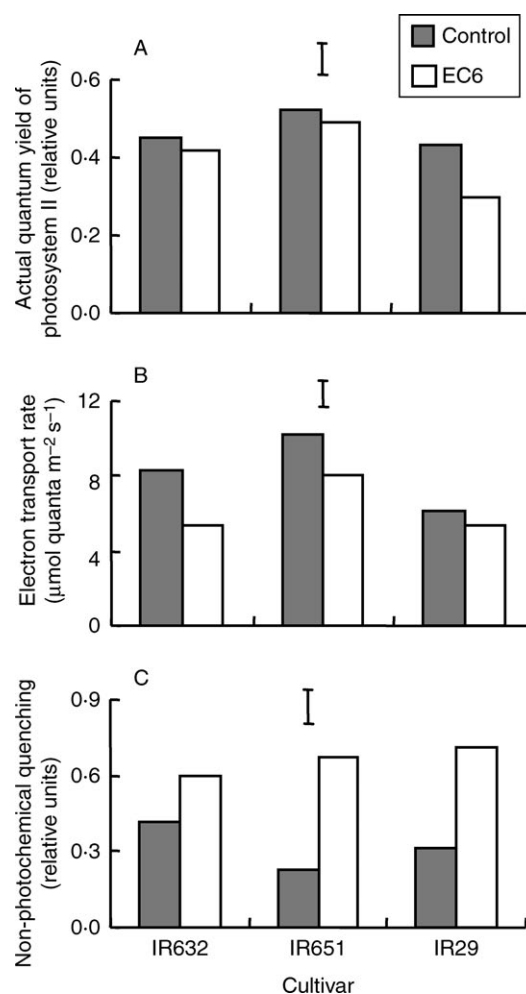 A
Control
EC6
Actual quantum yield of
photosystem II (relative units)
0·6
0·4
0·2
0·0
B
Electron transport rate
(μmol quanta m⁻² s⁻¹)
12
8
4
0
C
Non-photochemical quenching
(relative units)
0·9
0·6
0·3
0·0
IR632 IR651 IR29
Cultivar